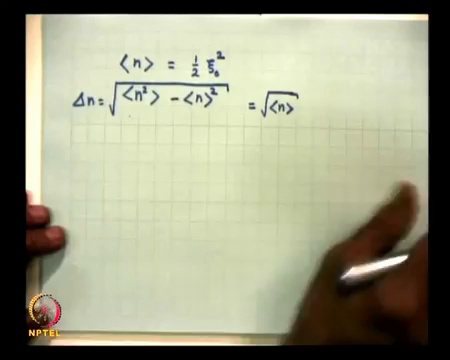 ⟨n⟩ = 1/2 ξ₀²
Δn = √(⟨n²⟩ − ⟨n⟩²) = √⟨n⟩
NPTEL